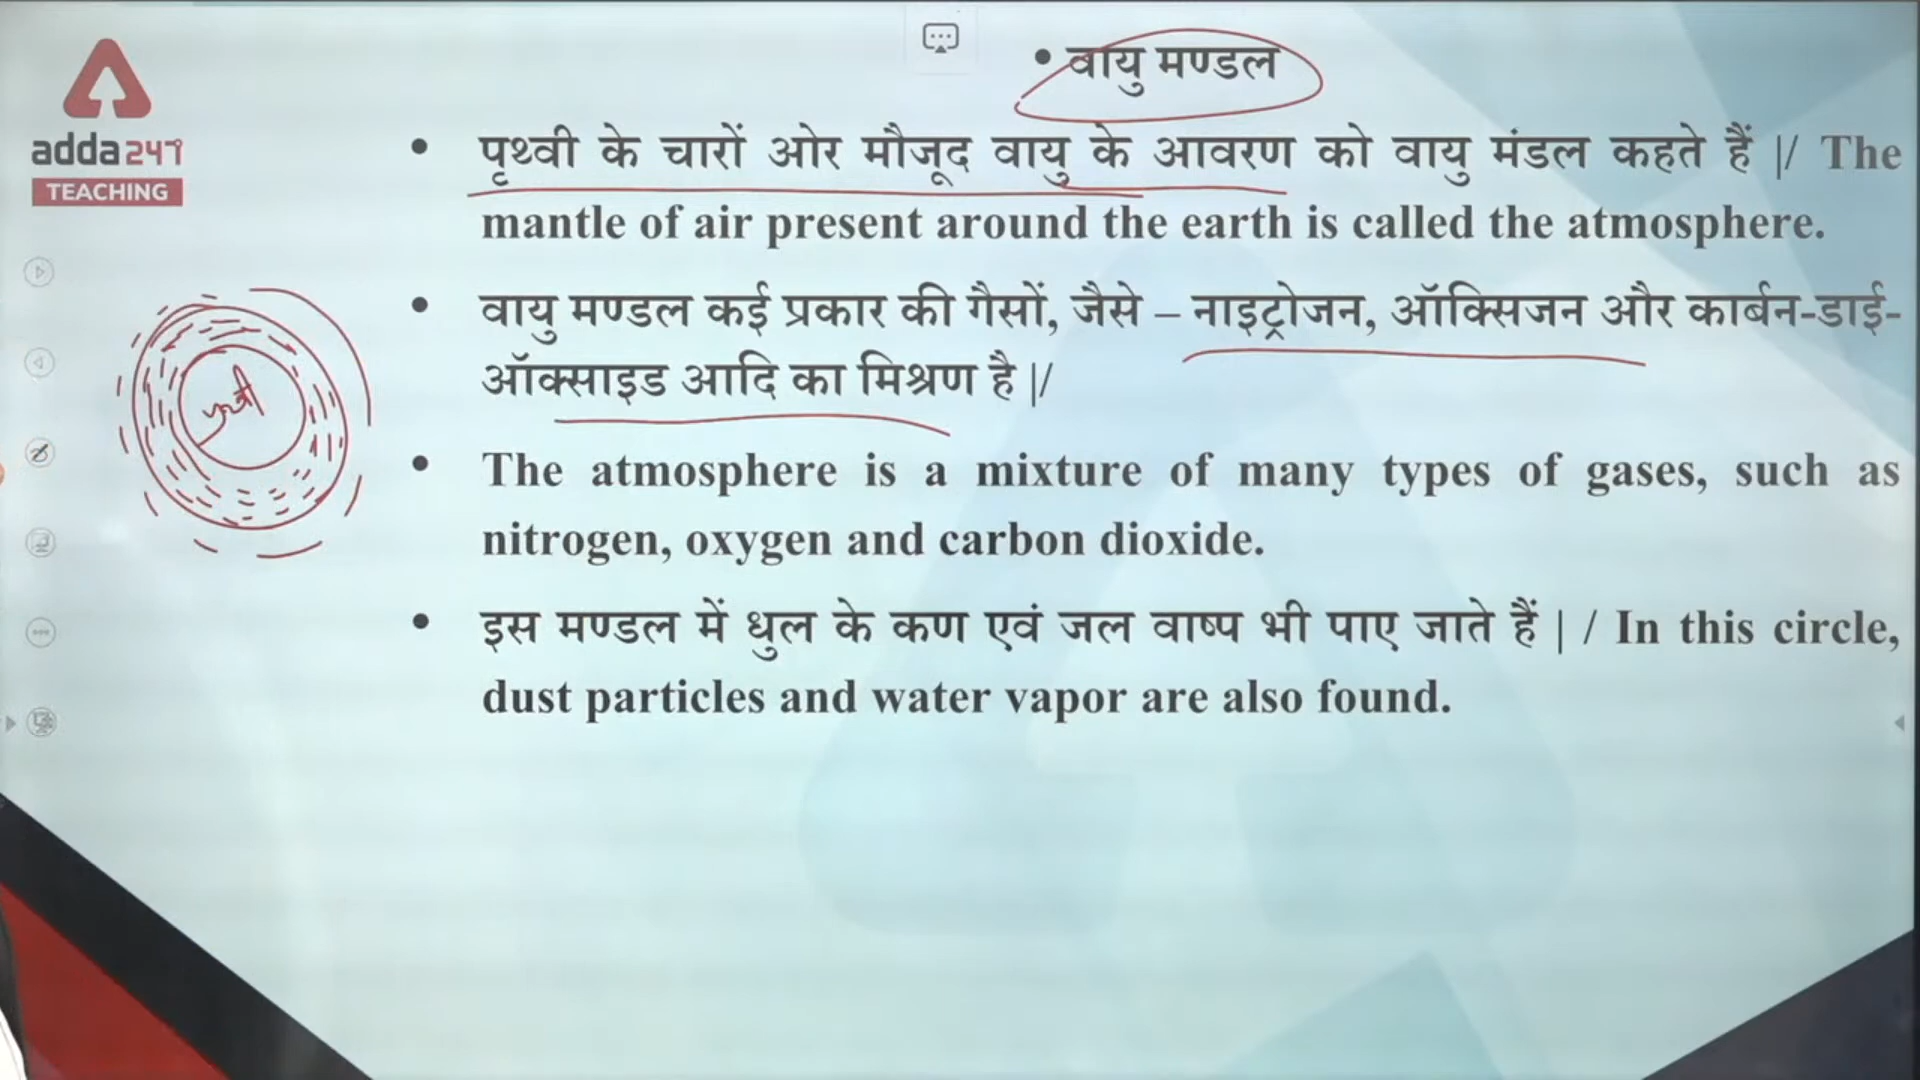 • वायु मण्डल
adda247
TEACHING
• पृथ्वी के चारों ओर मौजूद वायु के आवरण को वायु मंडल कहते हैं |/ The
mantle of air present around the earth is called the atmosphere.
• वायु मण्डल कई प्रकार की गैसों, जैसे – नाइट्रोजन, ऑक्सिजन और कार्बन-डाई-
ऑक्साइड आदि का मिश्रण है |/
• The atmosphere is a mixture of many types of gases, such as
nitrogen, oxygen and carbon dioxide.
• इस मण्डल में धुल के कण एवं जल वाष्प भी पाए जाते हैं | / In this circle,
dust particles and water vapor are also found.